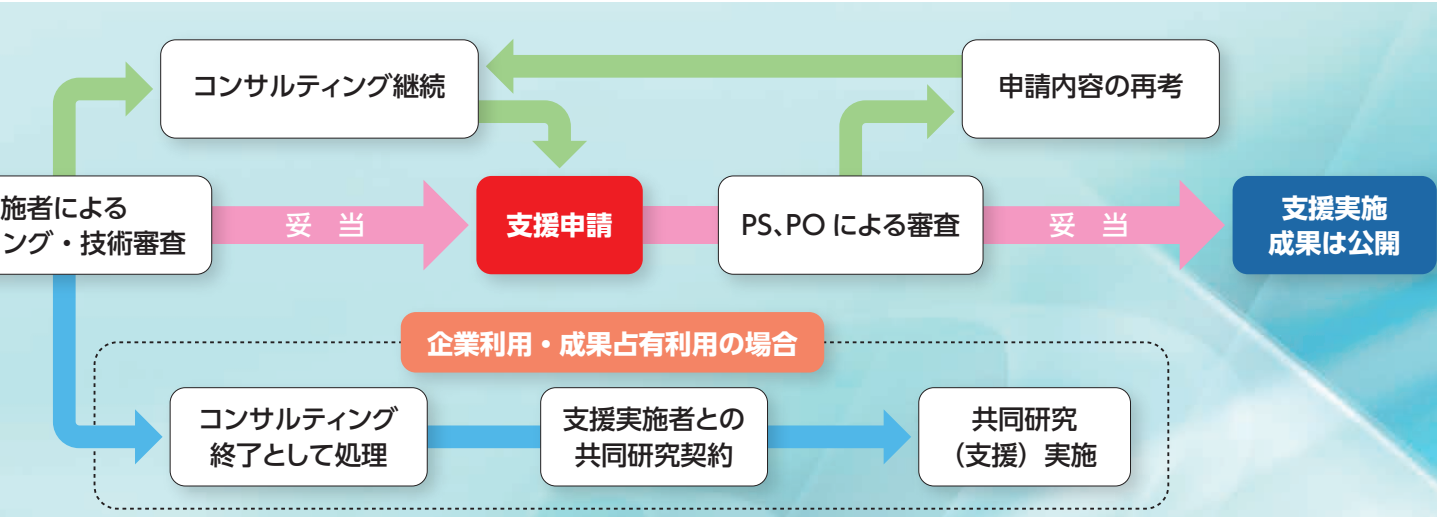 コンサルティング継続
申請内容の再考
施者による
ング・技術審査
妥 当
支援申請
PS、PO による審査
妥 当
支援実施
成果は公開
企業利用・成果占有利用の場合
コンサルティング
終了として処理
支援実施者との
共同研究契約
共同研究
（支援）実施